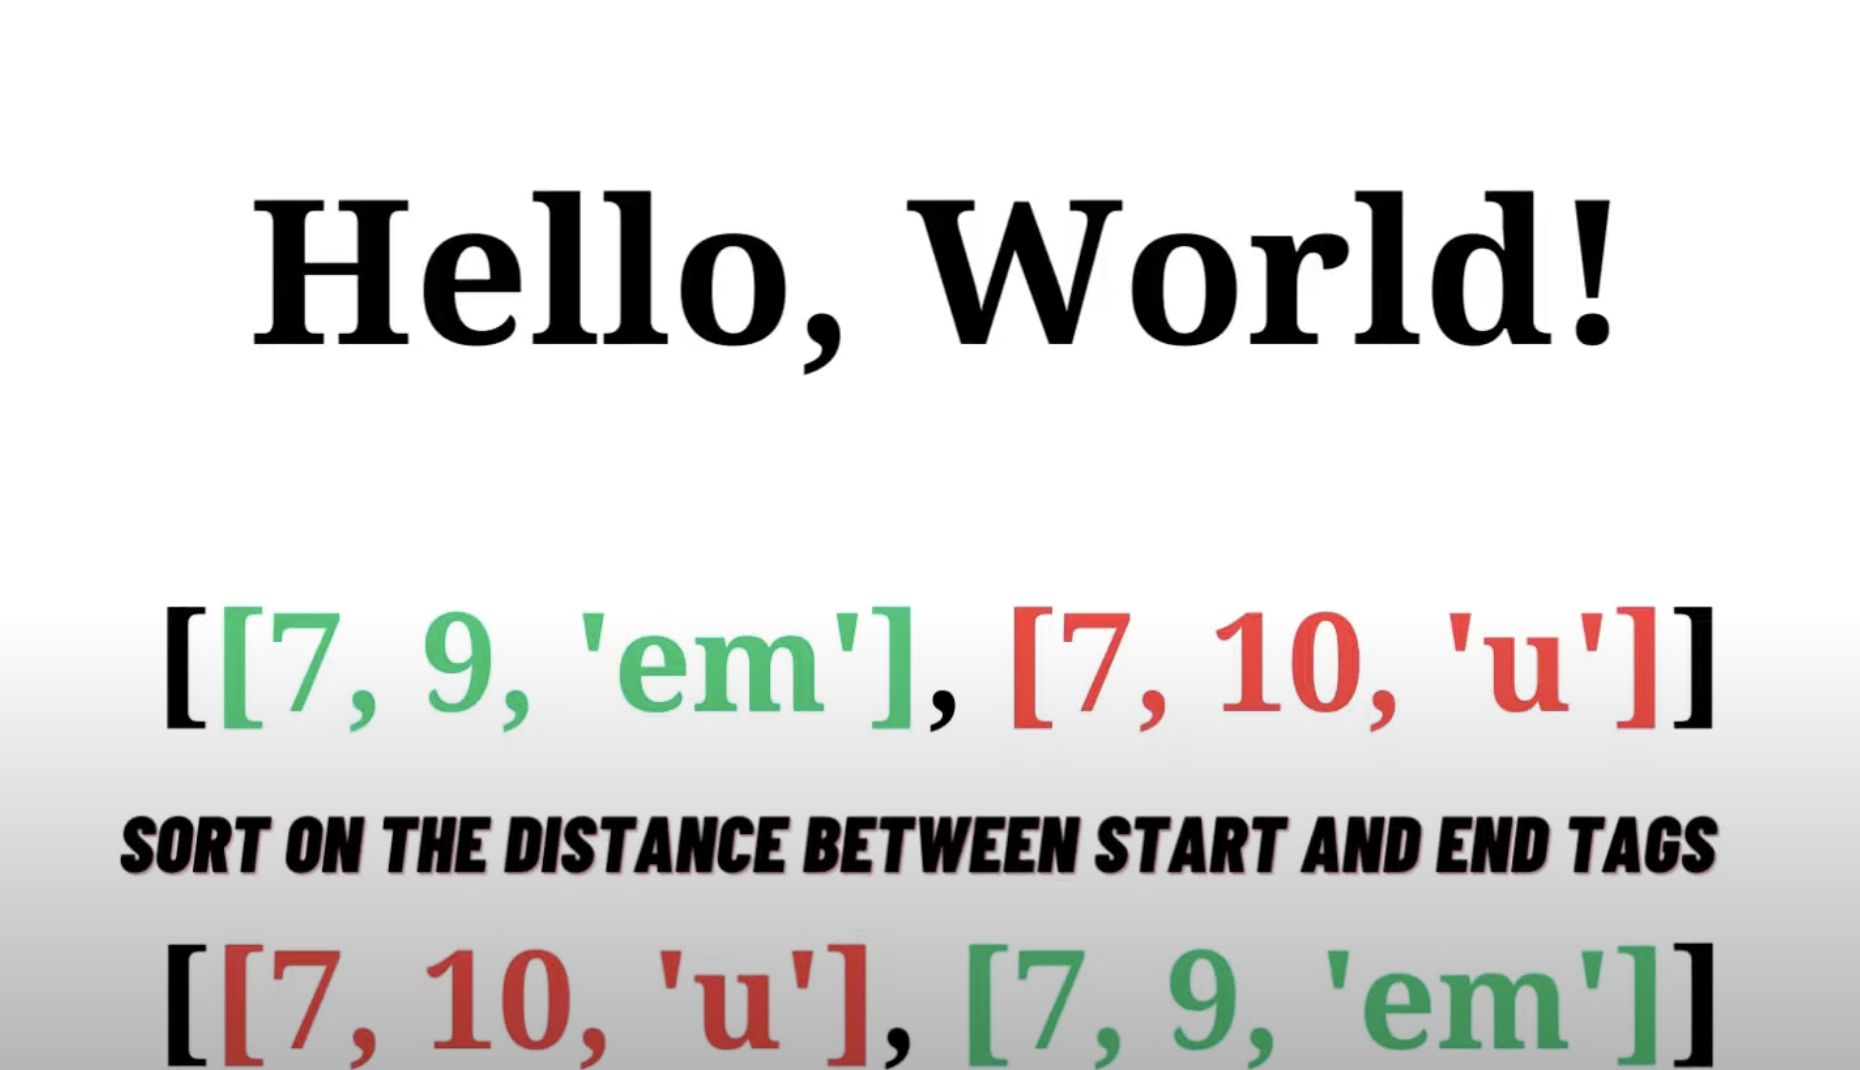 Hello, World!
[[7, 9, 'em'], [7, 10, 'u']]
SORT ON THE DISTANCE BETWEEN START AND END TAGS
[[7, 10, 'u'], [7, 9, 'em']]